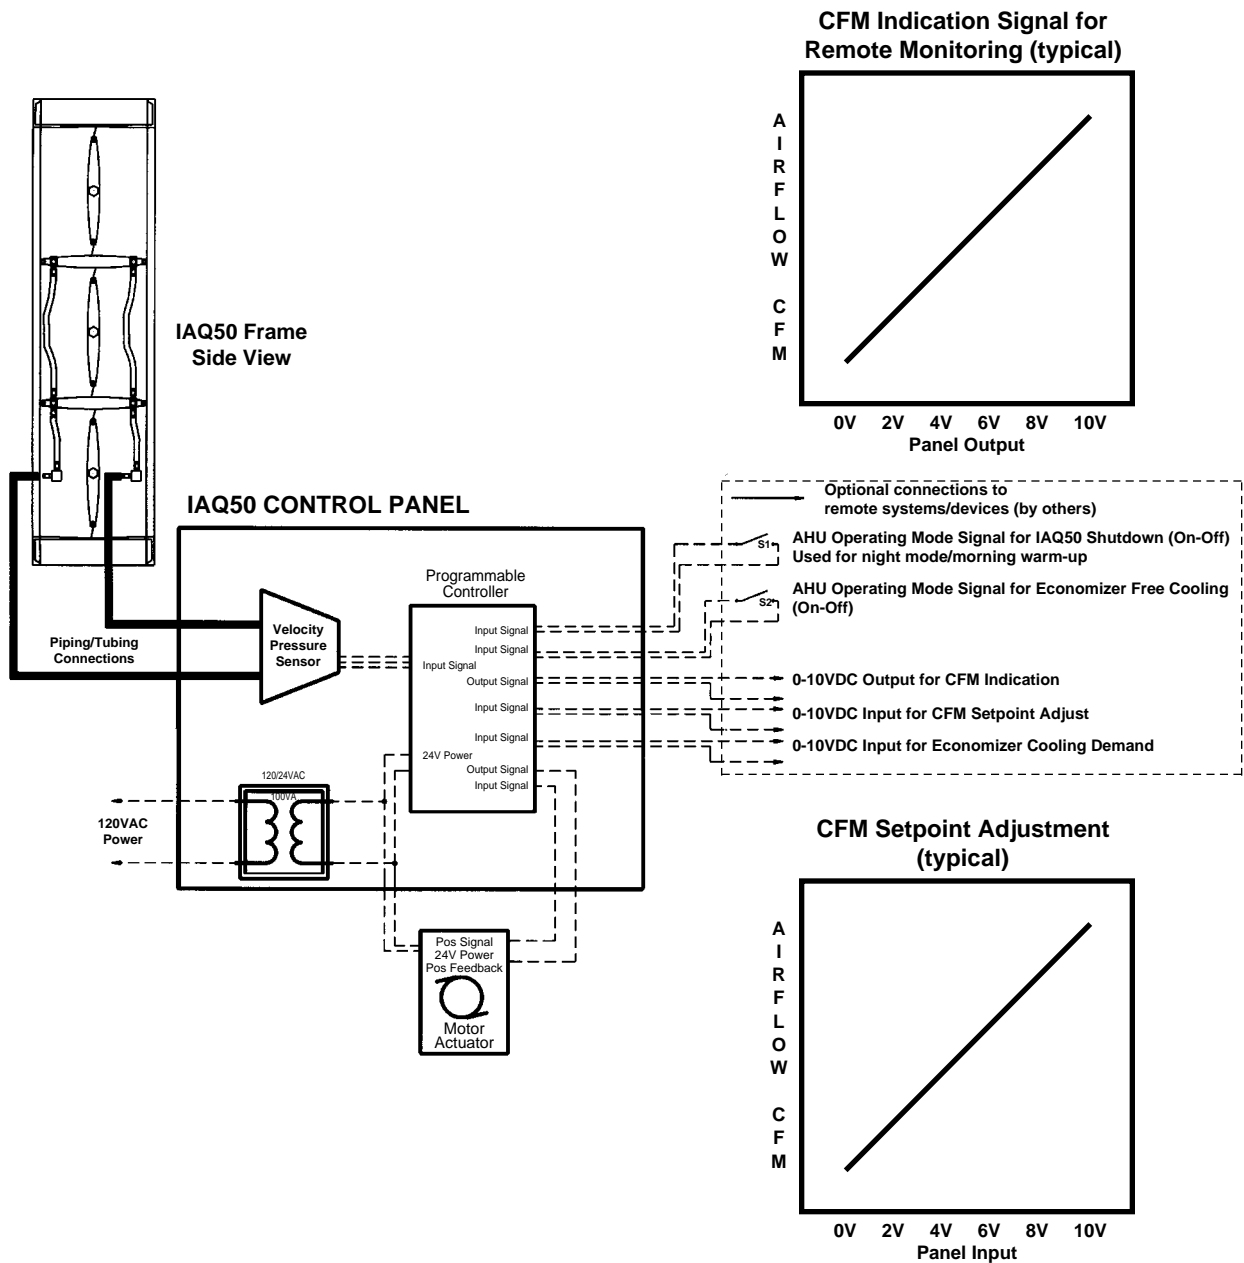 CFM Indication Signal for
Remote Monitoring (typical)
A
I
R
F
L
O
W
C
F
M
0V 2V 4V 6V 8V 10V
Panel Output
IAQ50 Frame
Side View
IAQ50 CONTROL PANEL
Optional connections to
remote systems/devices (by others)
S1
AHU Operating Mode Signal for IAQ50 Shutdown (On-Off)
Used for night mode/morning warm-up
S2
AHU Operating Mode Signal for Economizer Free Cooling
(On-Off)
0-10VDC Output for CFM Indication
0-10VDC Input for CFM Setpoint Adjust
0-10VDC Input for Economizer Cooling Demand
Programmable
Controller
Velocity
Pressure
Sensor
Piping/Tubing
Connections
Input Signal
Input Signal
Input Signal
Output Signal
Input Signal
Input Signal
24V Power
Output Signal
Input Signal
120/24VAC
100VA
120VAC
Power
Pos Signal
24V Power
Pos Feedback
Motor
Actuator
CFM Setpoint Adjustment
(typical)
A
I
R
F
L
O
W
C
F
M
0V 2V 4V 6V 8V 10V
Panel Input